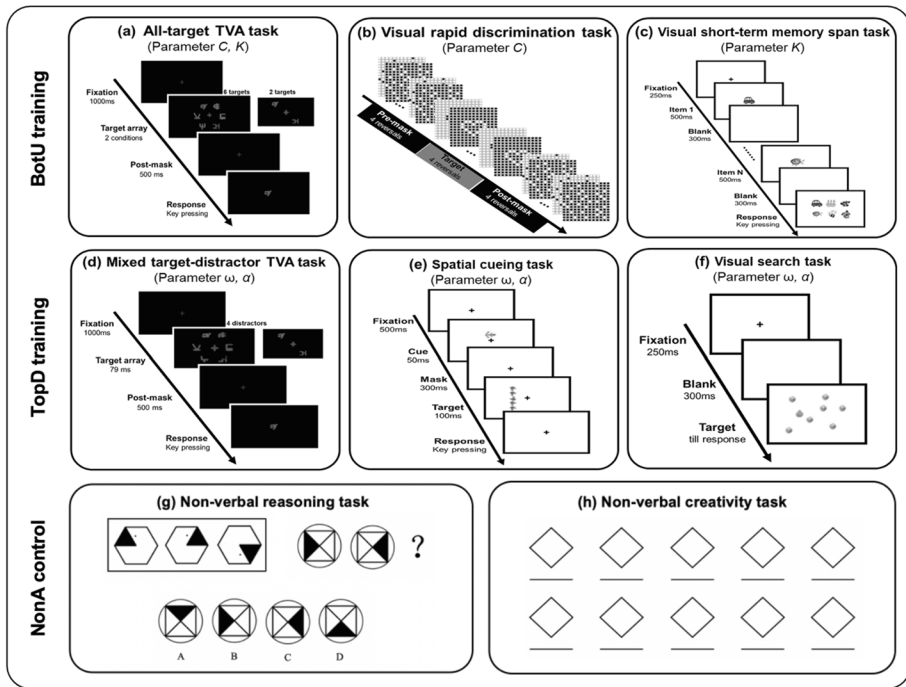 BotU training
(a) All-target TVA task
(Parameter C, K)
Fixation
1000ms
6 targets
2 targets
Target array
2 conditions
Post-mask
500 ms
Response
Key pressing
(b) Visual rapid discrimination task
(Parameter C)
Pre-mask
4 reversals
Target
4 reversals
Post-mask
4 reversals
(c) Visual short-term memory span task
(Parameter K)
Fixation
250ms
Item 1
500ms
Blank
300ms
Item N
500ms
Blank
300ms
Response
Key pressing
TopD training
(d) Mixed target-distractor TVA task
(Parameter ω, α)
Fixation
1000ms
4 distractors
Target array
79 ms
Post-mask
500 ms
Response
Key pressing
(e) Spatial cueing task
(Parameter ω, α)
Fixation
500ms
Cue
50ms
Mask
300ms
Target
100ms
Response
Key pressing
(f) Visual search task
(Parameter ω, α)
Fixation
250ms
Blank
300ms
Target
till response
NonA control
(g) Non-verbal reasoning task
?
A B C D
(h) Non-verbal creativity task